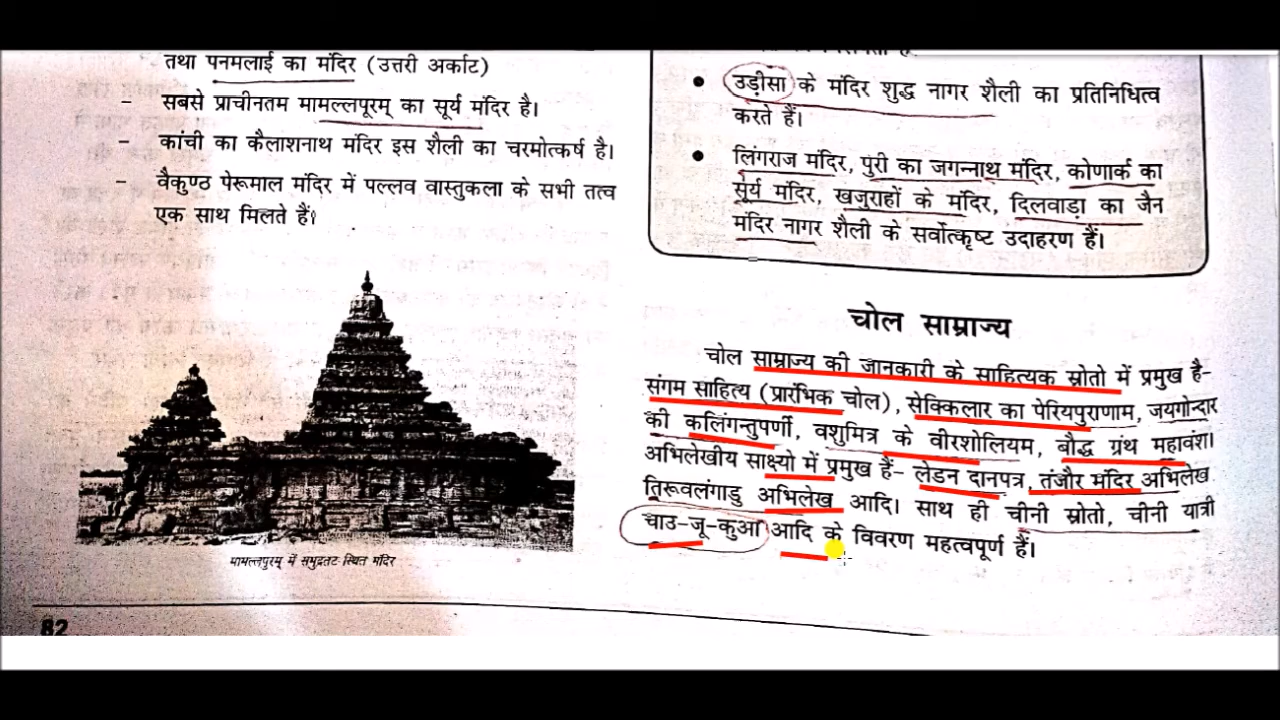 तथा पनमलाई का मंदिर (उत्तरी अर्काट)
– सबसे प्राचीनतम मामल्लपूरम् का सूर्य मंदिर है।
– कांची का कैलाशनाथ मंदिर इस शैली का चरमोत्कर्ष है।
– वैकुण्ठ पेरूमाल मंदिर में पल्लव वास्तुकला के सभी तत्व
एक साथ मिलते हैं।
मामल्लपुरम् में समुद्रतट स्थित मंदिर
82
• उड़ीसा के मंदिर शुद्ध नागर शैली का प्रतिनिधित्व
करते हैं।
• लिंगराज मंदिर, पुरी का जगन्नाथ मंदिर, कोणार्क का
सूर्य मंदिर, खजुराहों के मंदिर, दिलवाड़ा का जैन
मंदिर नागर शैली के सर्वोत्कृष्ट उदाहरण हैं।
चोल साम्राज्य
चोल साम्राज्य की जानकारी के साहित्यक स्रोतो में प्रमुख है–
संगम साहित्य (प्रारंभिक चोल), सेक्किलार का पेरियपुराणाम, जयगोन्दार
की कलिंगन्तुपर्णी, वशुमित्र के वीरशोलियम, बौद्ध ग्रंथ महावंश।
अभिलेखीय साक्ष्यो में प्रमुख हैं– लेडन दानपत्र, तंजौर मंदिर अभिलेख
तिरूवलंगाडु अभिलेख आदि। साथ ही चीनी स्रोतो, चीनी यात्री
चाउ-जू-कुआ आदि के विवरण महत्वपूर्ण हैं।